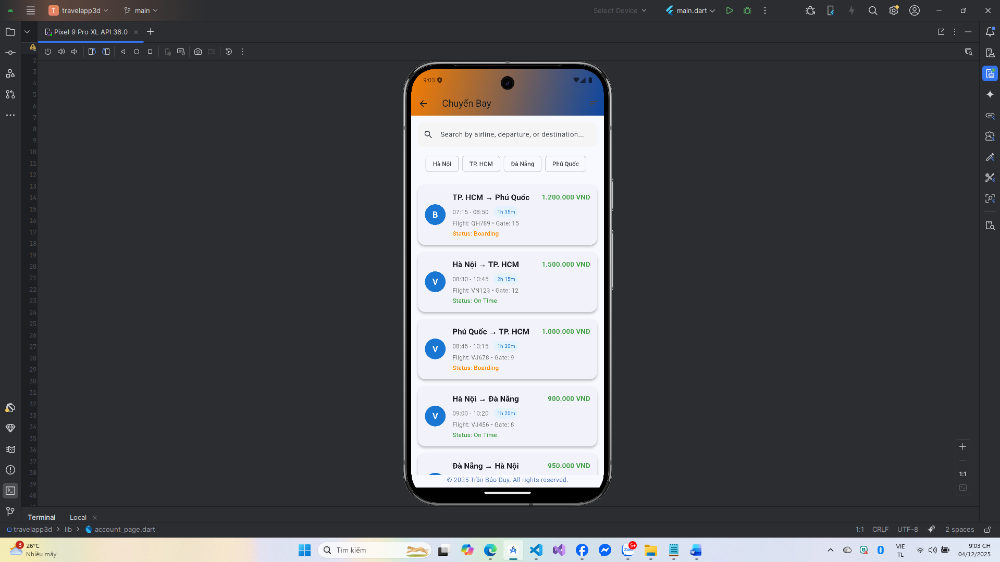 T travelapp3d main Select Device main.dart
Pixel 9 Pro XL API 36.0
2
3
4
5
6
7
8
9
10
11
12
13
14
15
16
17
18
19
20
21
22
23
24
25
26
27
28
29
30
31
32
33
34
35
36
37
38
39
40
9:03
Chuyến Bay
Search by airline, departure, or destination...
Hà Nội TP. HCM Đà Nẵng Phú Quốc
TP. HCM → Phú Quốc 1.200.000 VND
B
07:15 - 08:50 1h 35m
Flight: QH789 • Gate: 15
Status: Boarding
Hà Nội → TP. HCM 1.500.000 VND
V
08:30 - 10:45 2h 15m
Flight: VN123 • Gate: 12
Status: On Time
Phú Quốc → TP. HCM 1.000.000 VND
V
08:45 - 10:15 1h 30m
Flight: VJ678 • Gate: 9
Status: Boarding
Hà Nội → Đà Nẵng 900.000 VND
V
09:00 - 10:20 1h 20m
Flight: VJ456 • Gate: 8
Status: On Time
Đà Nẵng → Hà Nội 950.000 VND
© 2025 Trần Bảo Duy. All rights reserved.
1:1
Terminal Local
travelapp3d lib account_page.dart 1:1 CRLF UTF-8 2 spaces
3 26°C
Nhiều mây
Tìm kiếm
Zalo 5+
VIE
TL
9:03 CH
04/12/2025